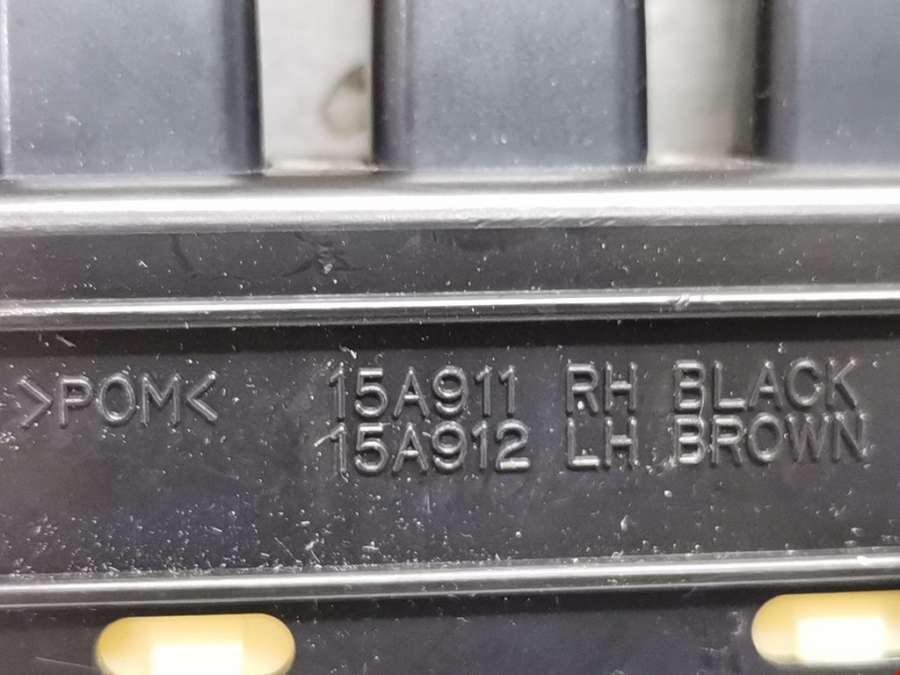 >POM<
15A911 RH BLACK
15A912 LH BROWN